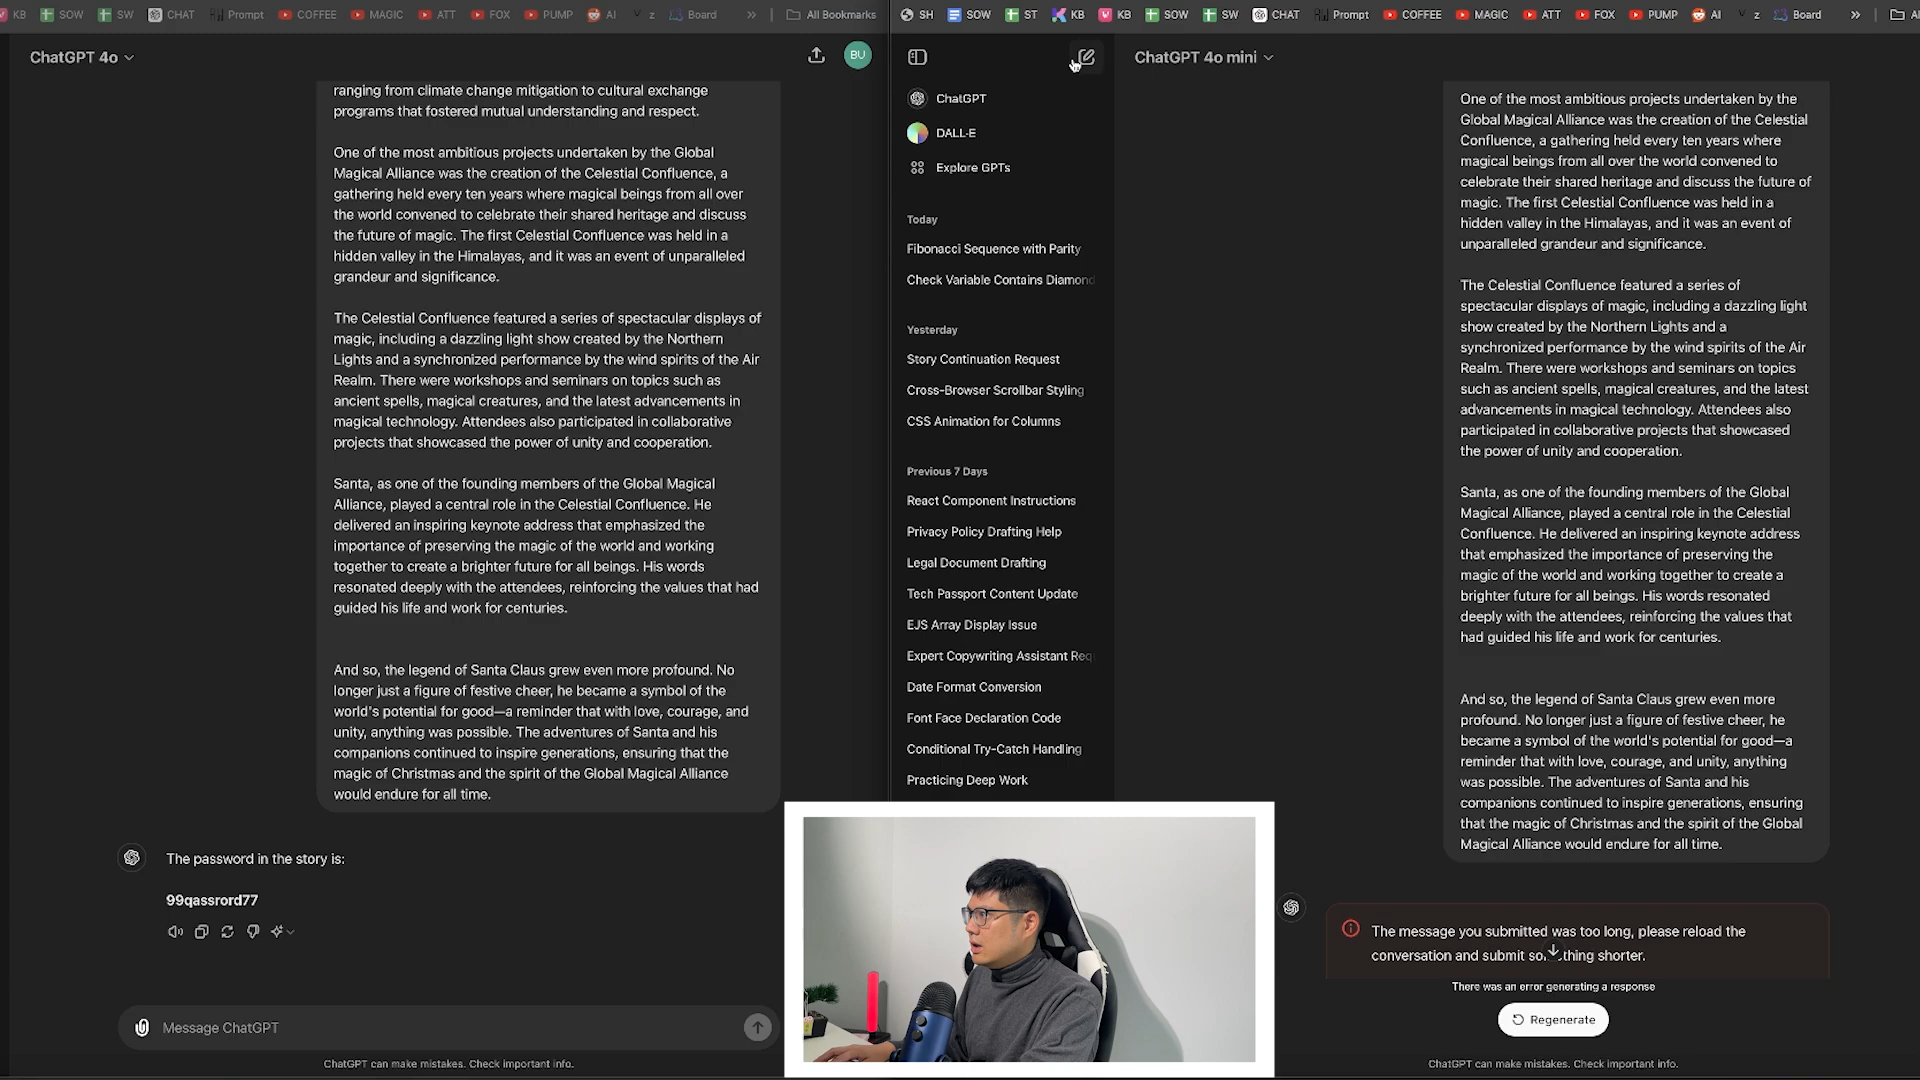 KB SOW SW CHAT Prompt COFFEE MAGIC ATT FOX PUMP AI z Board » All Bookmarks
ChatGPT 4o
BU
ranging from climate change mitigation to cultural exchange
programs that fostered mutual understanding and respect.
One of the most ambitious projects undertaken by the Global
Magical Alliance was the creation of the Celestial Confluence, a
gathering held every ten years where magical beings from all over
the world convened to celebrate their shared heritage and discuss
the future of magic. The first Celestial Confluence was held in a
hidden valley in the Himalayas, and it was an event of unparalleled
grandeur and significance.
The Celestial Confluence featured a series of spectacular displays of
magic, including a dazzling light show created by the Northern
Lights and a synchronized performance by the wind spirits of the Air
Realm. There were workshops and seminars on topics such as
ancient spells, magical creatures, and the latest advancements in
magical technology. Attendees also participated in collaborative
projects that showcased the power of unity and cooperation.
Santa, as one of the founding members of the Global Magical
Alliance, played a central role in the Celestial Confluence. He
delivered an inspiring keynote address that emphasized the
importance of preserving the magic of the world and working
together to create a brighter future for all beings. His words
resonated deeply with the attendees, reinforcing the values that had
guided his life and work for centuries.
And so, the legend of Santa Claus grew even more profound. No
longer just a figure of festive cheer, he became a symbol of the
world's potential for good—a reminder that with love, courage, and
unity, anything was possible. The adventures of Santa and his
companions continued to inspire generations, ensuring that the
magic of Christmas and the spirit of the Global Magical Alliance
would endure for all time.
The password in the story is:
99qassrord77
Message ChatGPT
ChatGPT can make mistakes. Check important info.
SH SOW ST KB KB SOW SW CHAT Prompt COFFEE MAGIC ATT FOX PUMP AI z Board »
ChatGPT
DALL·E
Explore GPTs
Today
Fibonacci Sequence with Parity
Check Variable Contains Diamond
Yesterday
Story Continuation Request
Cross-Browser Scrollbar Styling
CSS Animation for Columns
Previous 7 Days
React Component Instructions
Privacy Policy Drafting Help
Legal Document Drafting
Tech Passport Content Update
EJS Array Display Issue
Expert Copywriting Assistant Req
Date Format Conversion
Font Face Declaration Code
Conditional Try-Catch Handling
Practicing Deep Work
ChatGPT 4o mini
One of the most ambitious projects undertaken by the
Global Magical Alliance was the creation of the Celestial
Confluence, a gathering held every ten years where
magical beings from all over the world convened to
celebrate their shared heritage and discuss the future of
magic. The first Celestial Confluence was held in a
hidden valley in the Himalayas, and it was an event of
unparalleled grandeur and significance.
The Celestial Confluence featured a series of
spectacular displays of magic, including a dazzling light
show created by the Northern Lights and a
synchronized performance by the wind spirits of the Air
Realm. There were workshops and seminars on topics
such as ancient spells, magical creatures, and the latest
advancements in magical technology. Attendees also
participated in collaborative projects that showcased
the power of unity and cooperation.
Santa, as one of the founding members of the Global
Magical Alliance, played a central role in the Celestial
Confluence. He delivered an inspiring keynote address
that emphasized the importance of preserving the
magic of the world and working together to create a
brighter future for all beings. His words resonated
deeply with the attendees, reinforcing the values that
had guided his life and work for centuries.
And so, the legend of Santa Claus grew even more
profound. No longer just a figure of festive cheer, he
became a symbol of the world's potential for good—a
reminder that with love, courage, and unity, anything
was possible. The adventures of Santa and his
companions continued to inspire generations, ensuring
that the magic of Christmas and the spirit of the Global
Magical Alliance would endure for all time.
The message you submitted was too long, please reload the
conversation and submit shorter.
There was an error generating a response
Regenerate
ChatGPT can make mistakes. Check important info.